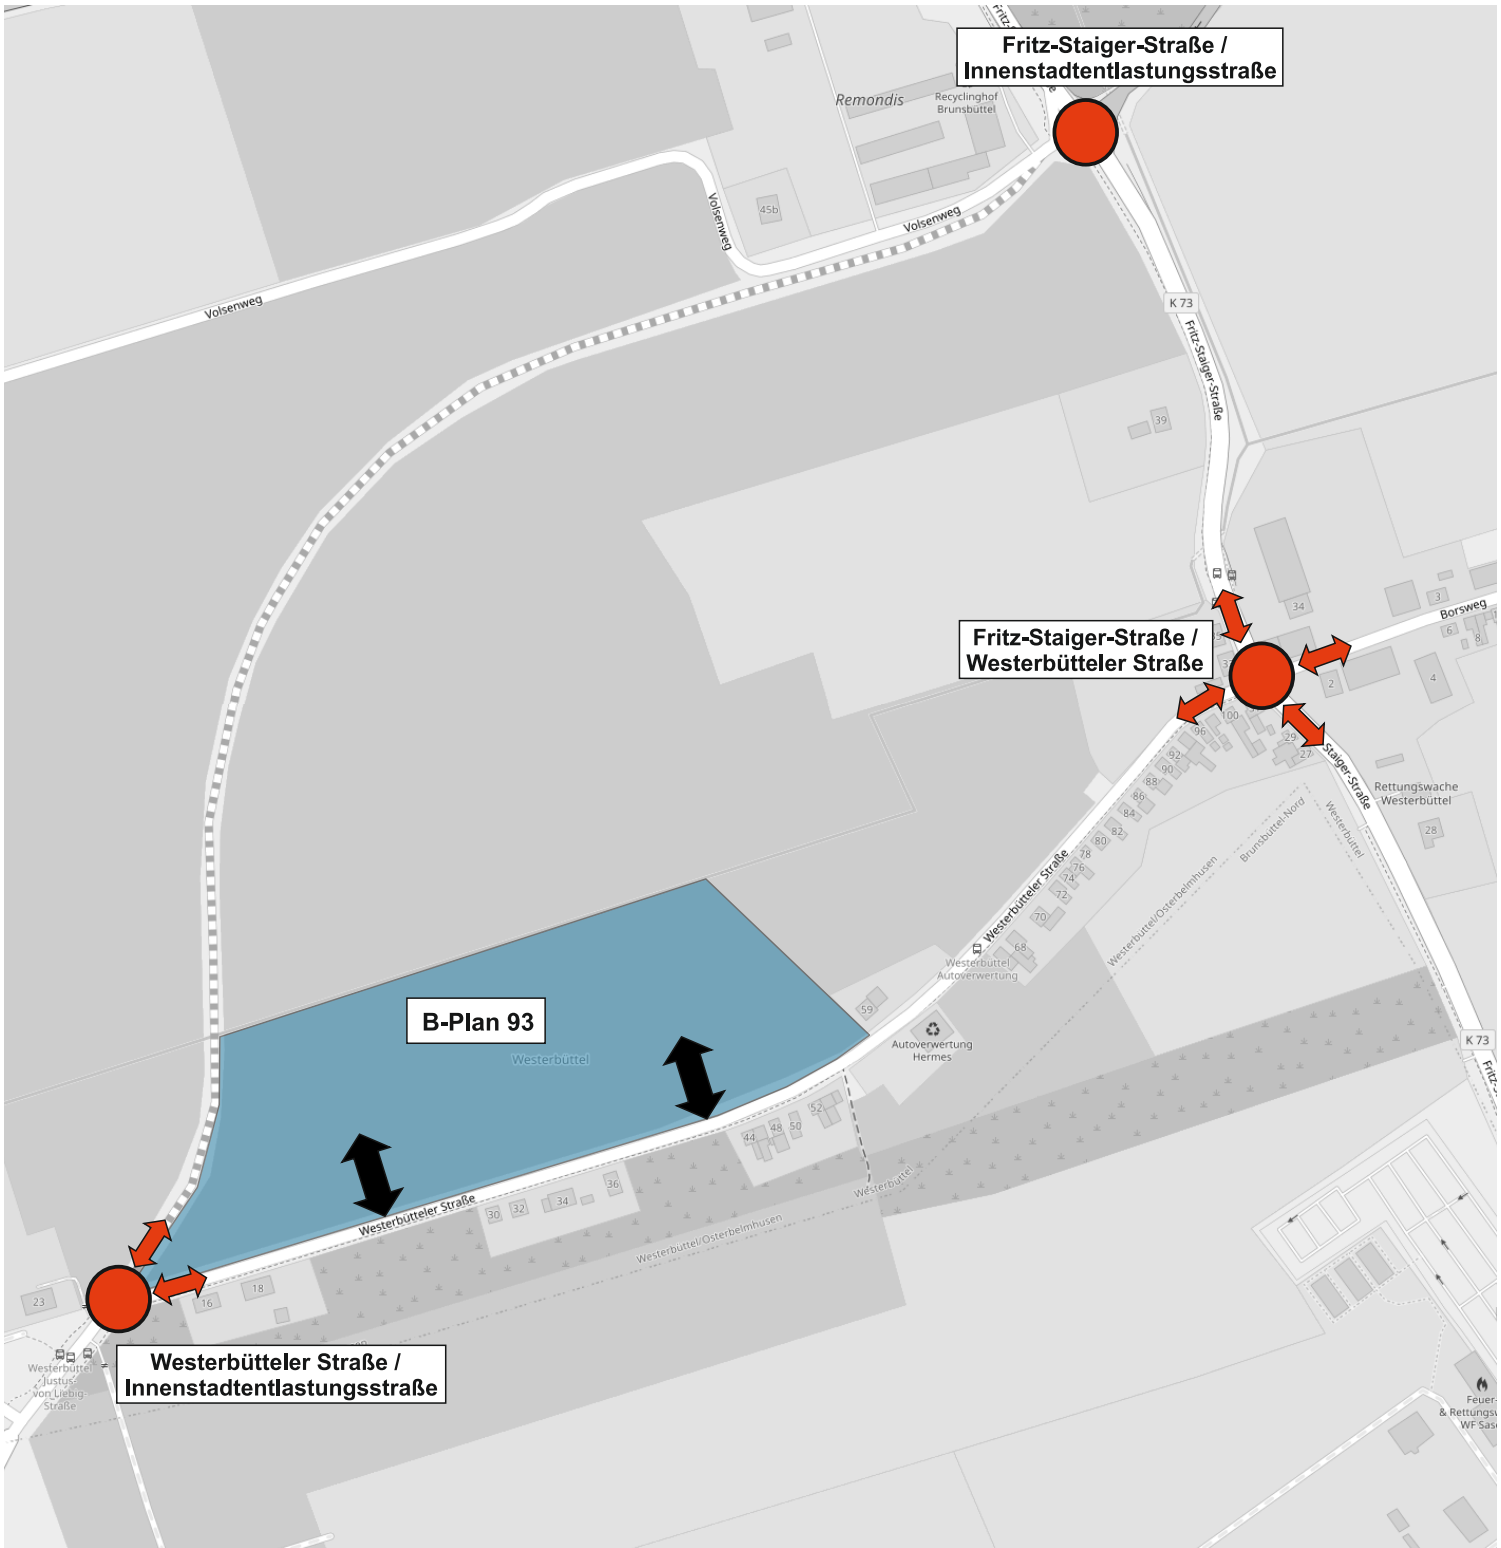 Fritz-Staiger-Straße /
Innenstadtentlastungsstraße
Remondis
Recyclinghof
Brunsbüttel
45b
Volsenweg
Volsenweg
Volsenweg
K 73
Fritz-Staiger-Straße
39
34
3
Borsweg
6
8
Fritz-Staiger-Straße /
Westerbütteler Straße
2
4
100
96
29
27
92
90
88
86
84
82
80
78
76
74
72
70
68
Staiger-Straße
Rettungswache
Westerbüttel
28
Westerbüttel
Brunsbüttel-Nord
Westerbüttel/Osterbelmhusen
Westerbütteler Straße
Westerbüttel
Autoverwertung
59
Autoverwertung
Hermes
K 73
B-Plan 93
Westerbüttel
52
50
48
44
36
34
32
30
Westerbütteler Straße
Westerbüttel
Westerbüttel/Osterbelmhusen
23
16
18
Westerbüttel
Justus-
von-Liebig-
Straße
Westerbütteler Straße /
Innenstadtentlastungsstraße
Feuer-
& Rettungsw
WF Sas